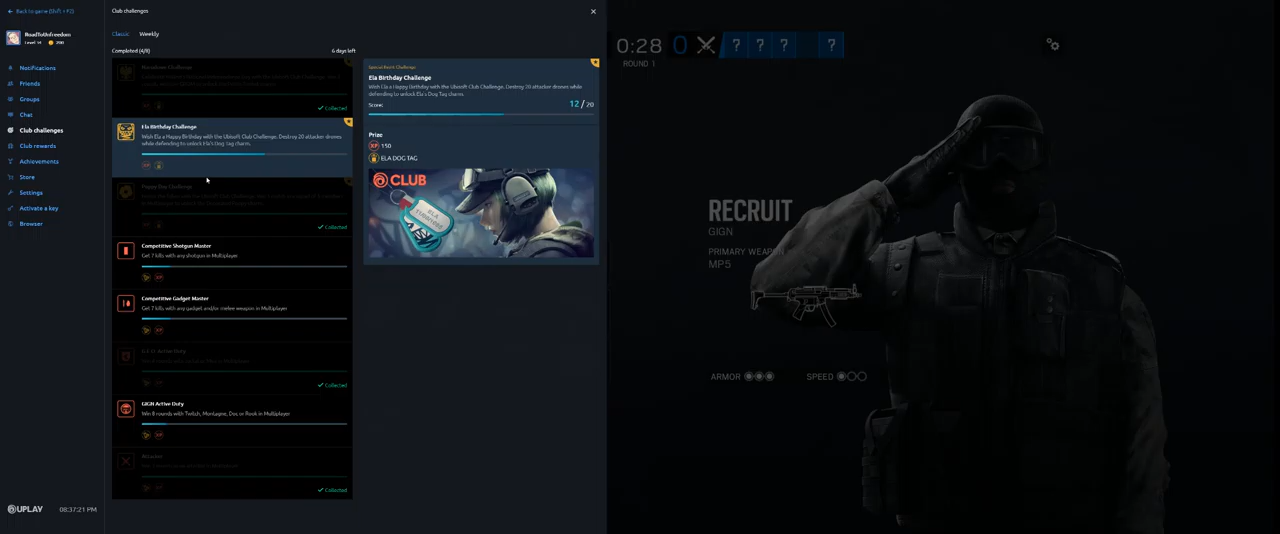 Back to game (Shift + F2)
RoadToUnfreedom
Notifications
Friends
Groups
Chat
Club challenges
Club rewards
Achievements
Store
Settings
Activate a key
Browser
UPLAY
08:37:21 PM
Club challenges
Classic Weekly
Completed (4/8) 6 days left
Collected
Ela Birthday Challenge
Wish Ela a Happy Birthday with the Ubisoft Club Challenge. Destroy 20 attacker drones
while defending to unlock Ela's Dog Tag charm.
Collected
Competitive Shotgun Master
Get 7 kills with any shotgun in Multiplayer
Competitive Gadget Master
Get 7 kills with any gadget and/or melee weapon in Multiplayer
Collected
GIGN Active Duty
Win 8 rounds with Twitch, Montagne, Doc or Rook in Multiplayer
Attacker
Collected
Ela Birthday Challenge
Wish Ela a Happy Birthday with the Ubisoft Club Challenge. Destroy 20 attacker drones while
defending to unlock Ela's Dog Tag charm.
Score: 12/20
Prize
XP 150
ELA DOG TAG
CLUB
0:28 0 ? ? ? ?
ROUND 1
RECRUIT
GIGN
PRIMARY WEAPON
MP5
ARMOR SPEED